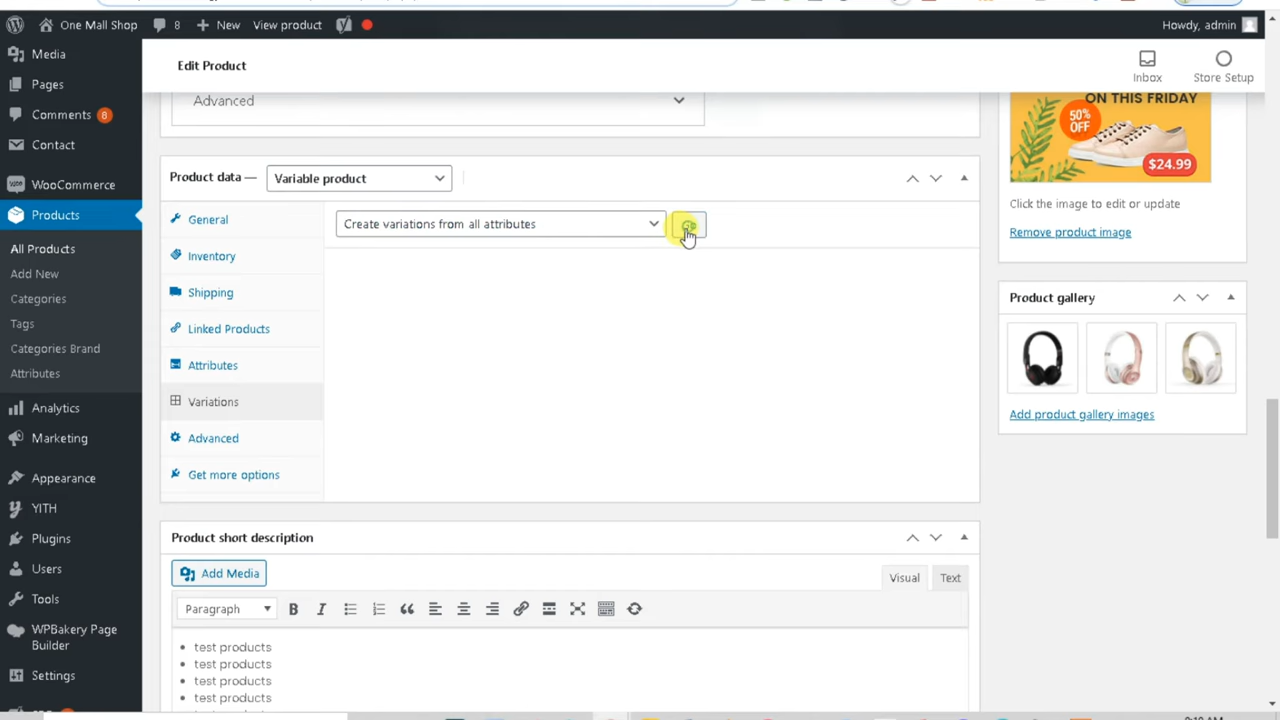 One Mall Shop
8
New
View product
Howdy, admin
Media
Pages
Comments 8
Contact
WooCommerce
Products
All Products
Add New
Categories
Tags
Categories Brand
Attributes
Analytics
Marketing
Appearance
YITH
Plugins
Users
Tools
WPBakery Page
Builder
Settings
Edit Product
Inbox
Store Setup
Advanced
Product data —
Variable product
General
Inventory
Shipping
Linked Products
Attributes
Variations
Advanced
Get more options
Create variations from all attributes
Product short description
Add Media
Visual
Text
Paragraph
test products
test products
test products
test products
ON THIS FRIDAY
50%
OFF
$24.99
Click the image to edit or update
Remove product image
Product gallery
Add product gallery images